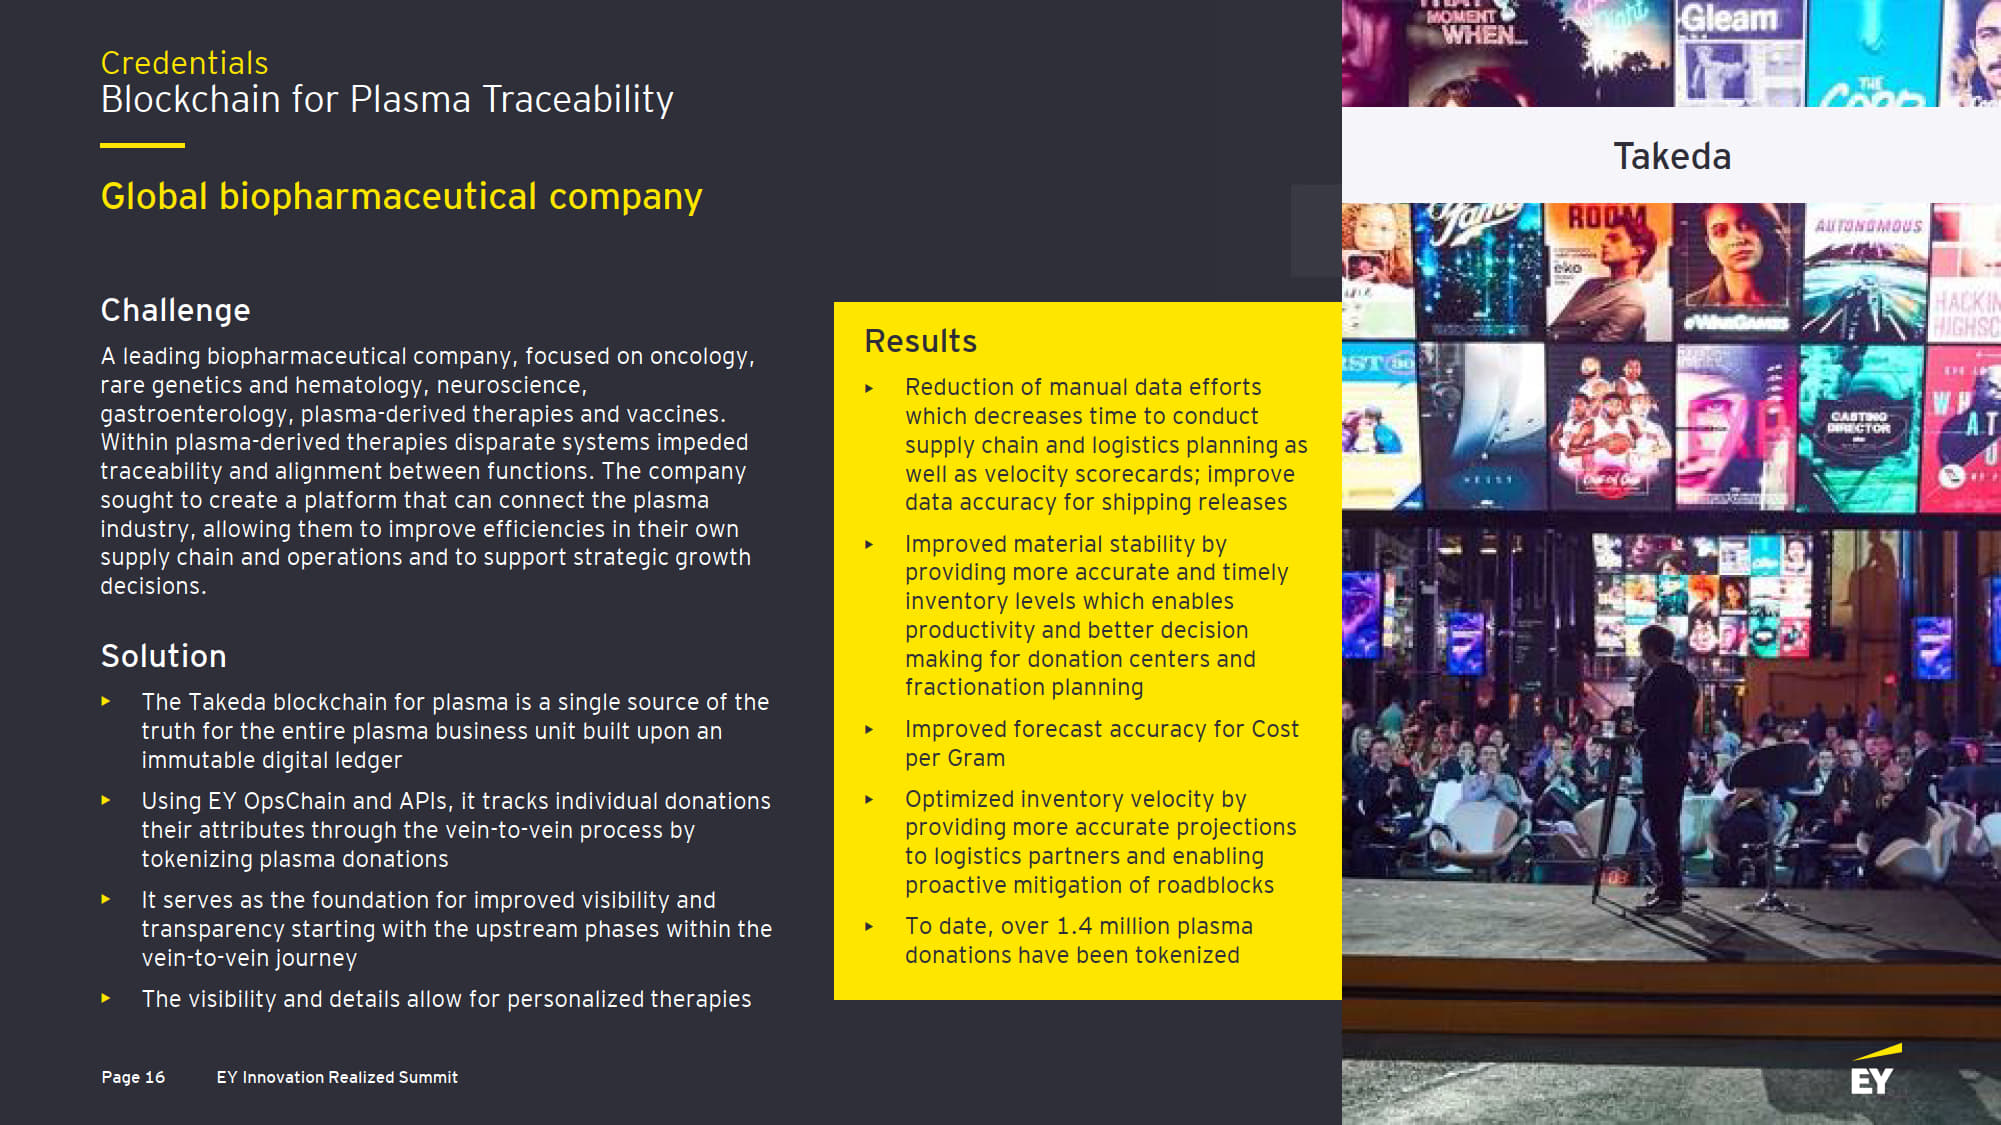 Credentials
Blockchain for Plasma Traceability
Global biopharmaceutical company
Challenge
A leading biopharmaceutical company, focused on oncology,
rare genetics and hematology, neuroscience,
gastroenterology, plasma-derived therapies and vaccines.
Within plasma-derived therapies disparate systems impeded
traceability and alignment between functions. The company
sought to create a platform that can connect the plasma
industry, allowing them to improve efficiencies in their own
supply chain and operations and to support strategic growth
decisions.
Solution
▸ The Takeda blockchain for plasma is a single source of the
truth for the entire plasma business unit built upon an
immutable digital ledger
▸ Using EY OpsChain and APIs, it tracks individual donations
their attributes through the vein-to-vein process by
tokenizing plasma donations
▸ It serves as the foundation for improved visibility and
transparency starting with the upstream phases within the
vein-to-vein journey
▸ The visibility and details allow for personalized therapies
Results
▸ Reduction of manual data efforts
which decreases time to conduct
supply chain and logistics planning as
well as velocity scorecards; improve
data accuracy for shipping releases
▸ Improved material stability by
providing more accurate and timely
inventory levels which enables
productivity and better decision
making for donation centers and
fractionation planning
▸ Improved forecast accuracy for Cost
per Gram
▸ Optimized inventory velocity by
providing more accurate projections
to logistics partners and enabling
proactive mitigation of roadblocks
▸ To date, over 1.4 million plasma
donations have been tokenized
THAT
MOMENT
WHEN...
Night
Gleam
THE
Takeda
ROOM
eko
AUTONOMOUS
#WARGAMES
HACKIN
HIGHSC
CASTING
DIRECTOR
WH
AT
Page 16
EY Innovation Realized Summit
EY